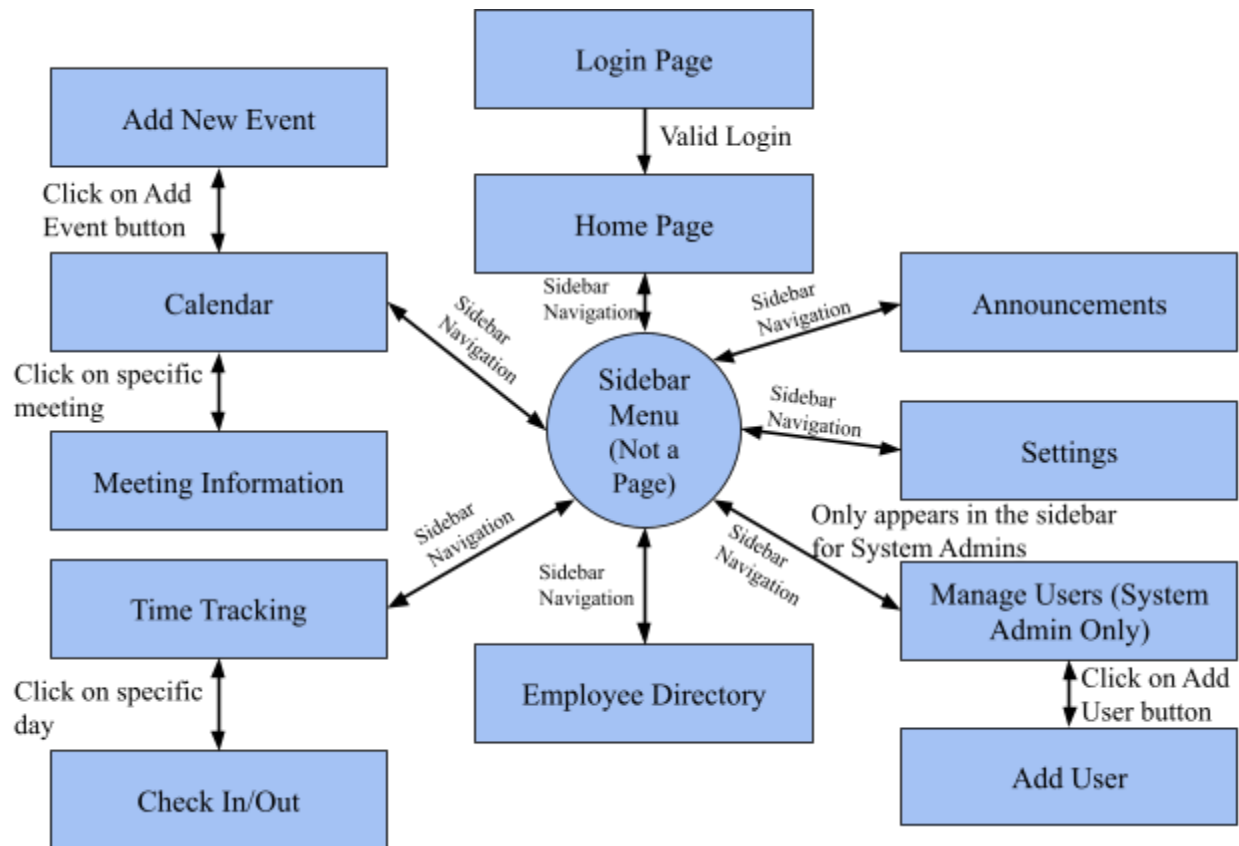 Login Page
Add New Event
Valid Login
Click on Add
Event button
Home Page
Calendar
Sidebar
Navigation
Sidebar
Navigation
Sidebar
Navigation
Announcements
Click on specific
meeting
Sidebar
Menu
(Not a
Page)
Sidebar
Navigation
Settings
Meeting Information
Only appears in the sidebar
for System Admins
Sidebar
Navigation
Sidebar
Navigation
Sidebar
Navigation
Time Tracking
Manage Users (System
Admin Only)
Click on specific
day
Employee Directory
Click on Add
User button
Check In/Out
Add User